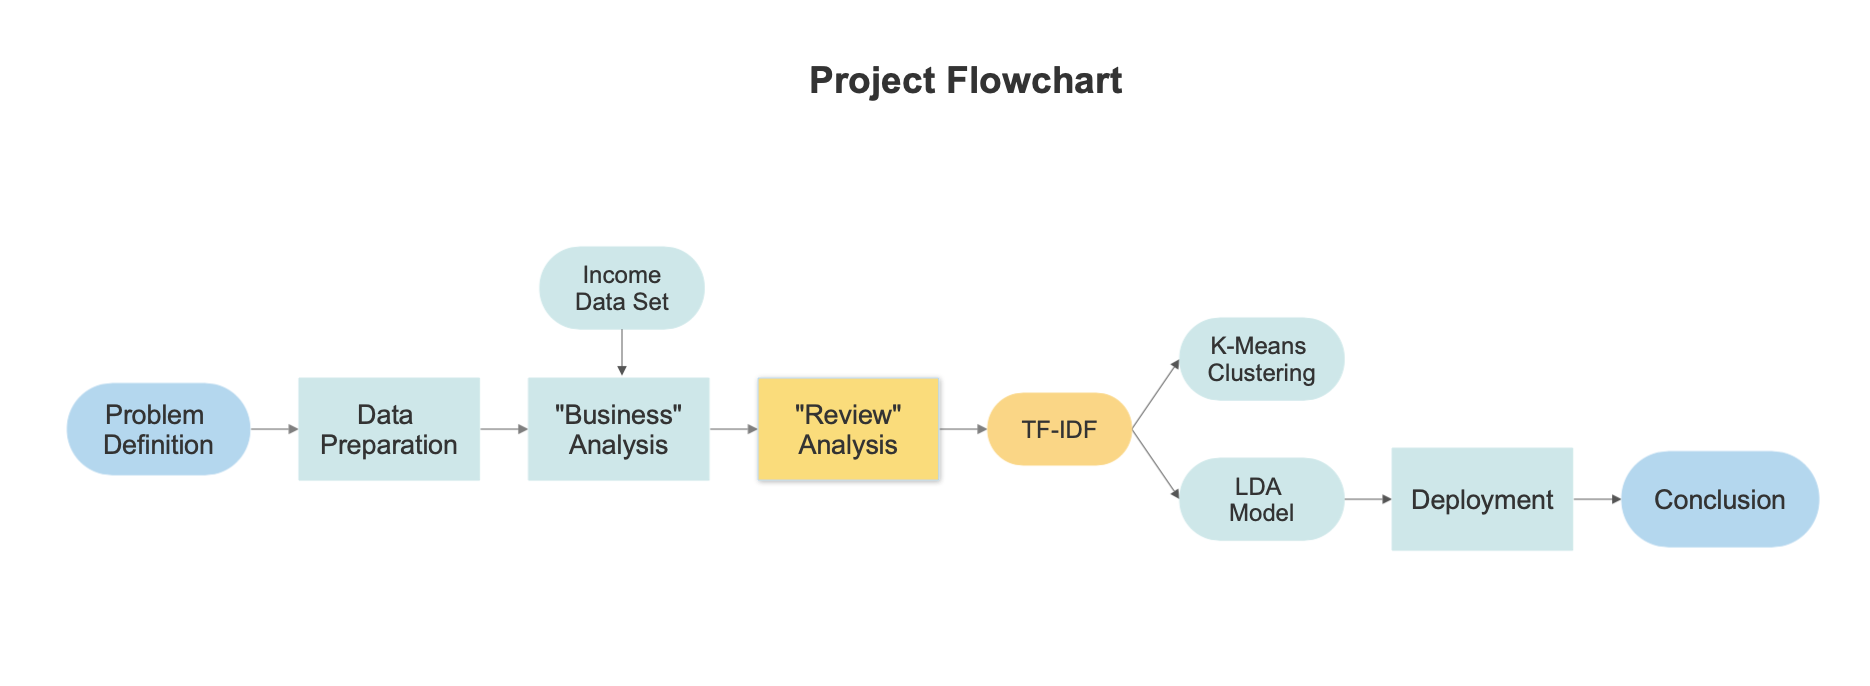 Project Flowchart
Income
Data Set
Problem
Definition
Data
Preparation
"Business"
Analysis
"Review"
Analysis
TF-IDF
K-Means
Clustering
LDA
Model
Deployment
Conclusion